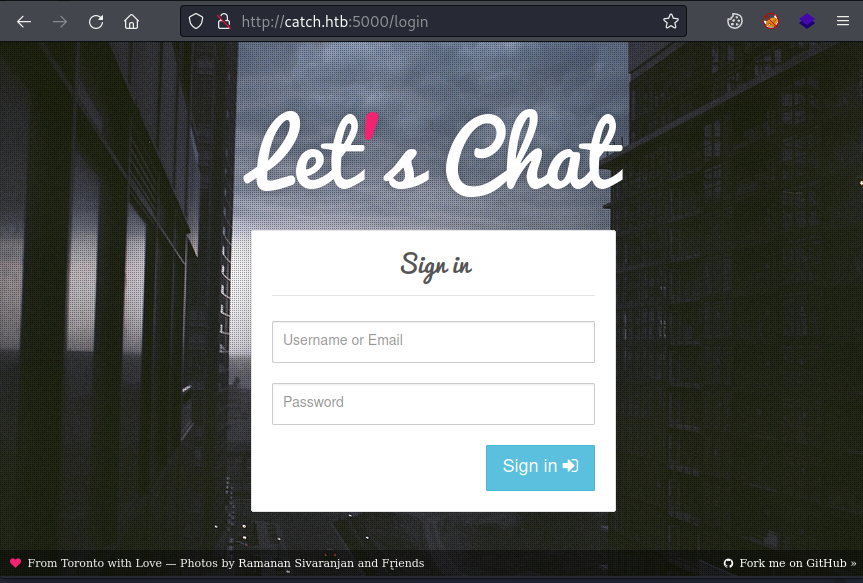 http://catch.htb:5000/login
Let's Chat
Sign in
Username or Email
Password
Sign in
From Toronto with Love — Photos by Ramanan Sivaranjan and Friends
Fork me on GitHub »